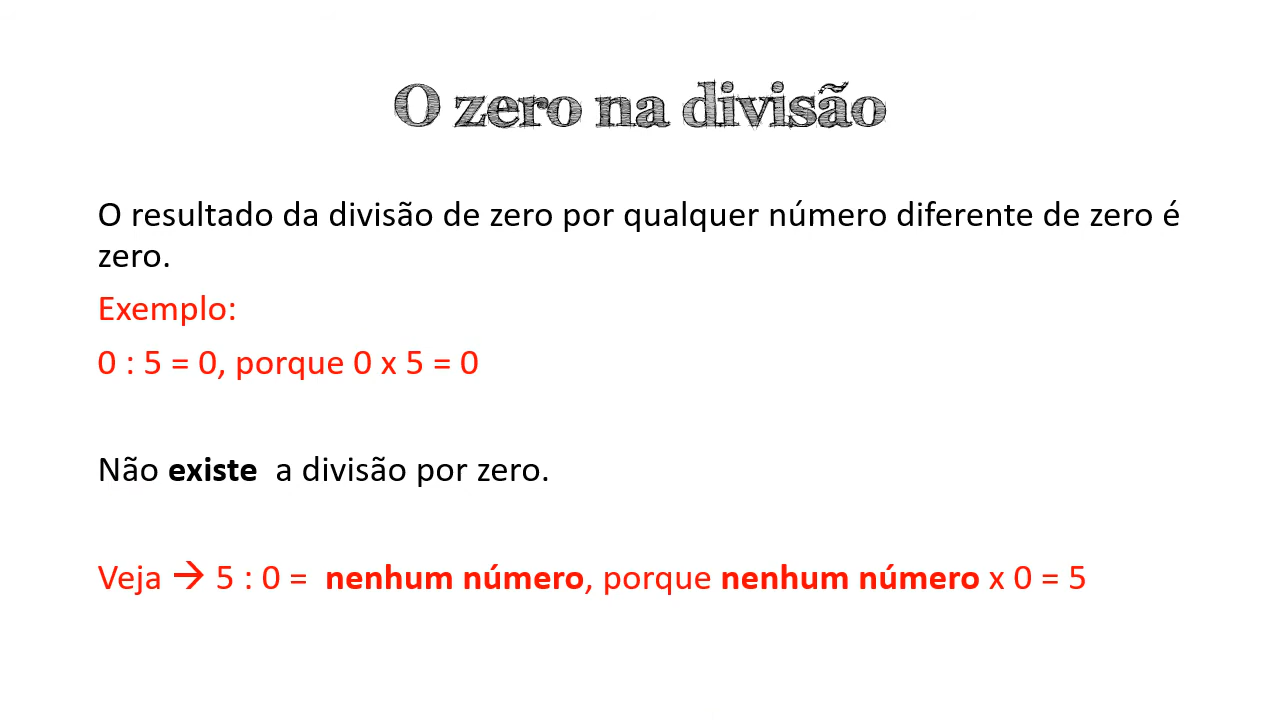 O zero na divisão
O resultado da divisão de zero por qualquer número diferente de zero é
zero.
Exemplo:
0 : 5 = 0, porque 0 x 5 = 0
Não existe  a divisão por zero.
Veja → 5 : 0 =  nenhum número, porque nenhum número x 0 = 5